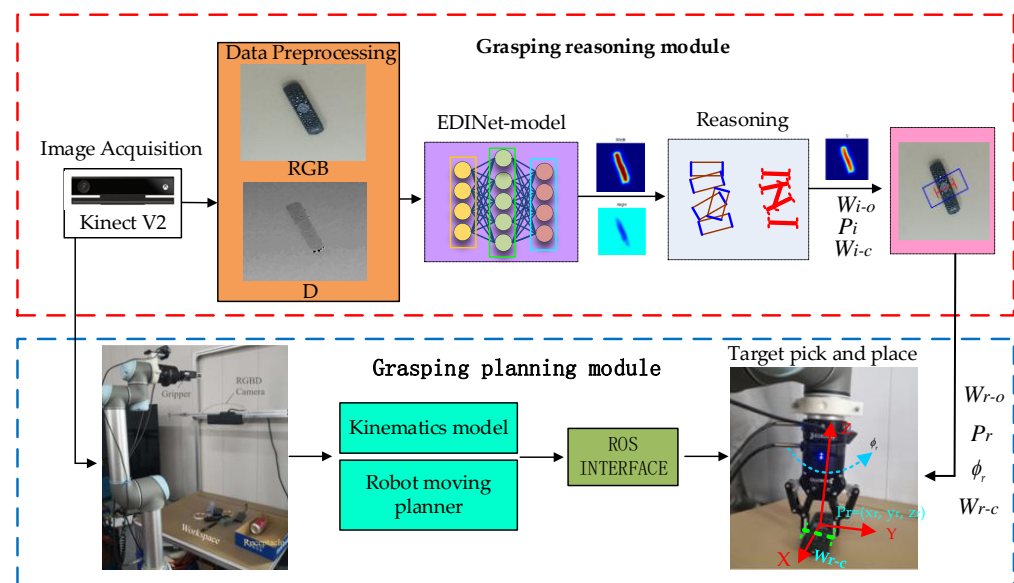 Grasping reasoning module
Data Preprocessing
RGB
D
Image Acquisition
Kinect V2
EDINet-model
Reasoning
Wi-o
Pi
Wi-c
Grasping planning module
Gripper
RGBD
Camera
Workspace
Receptacle
Kinematics model
Robot moving
planner
ROS
INTERFACE
Target pick and place
Z
ϕr
Pr=(xr, yr, zr)
Y
X
Wr-c
Wr-o
Pr
ϕr
Wr-c